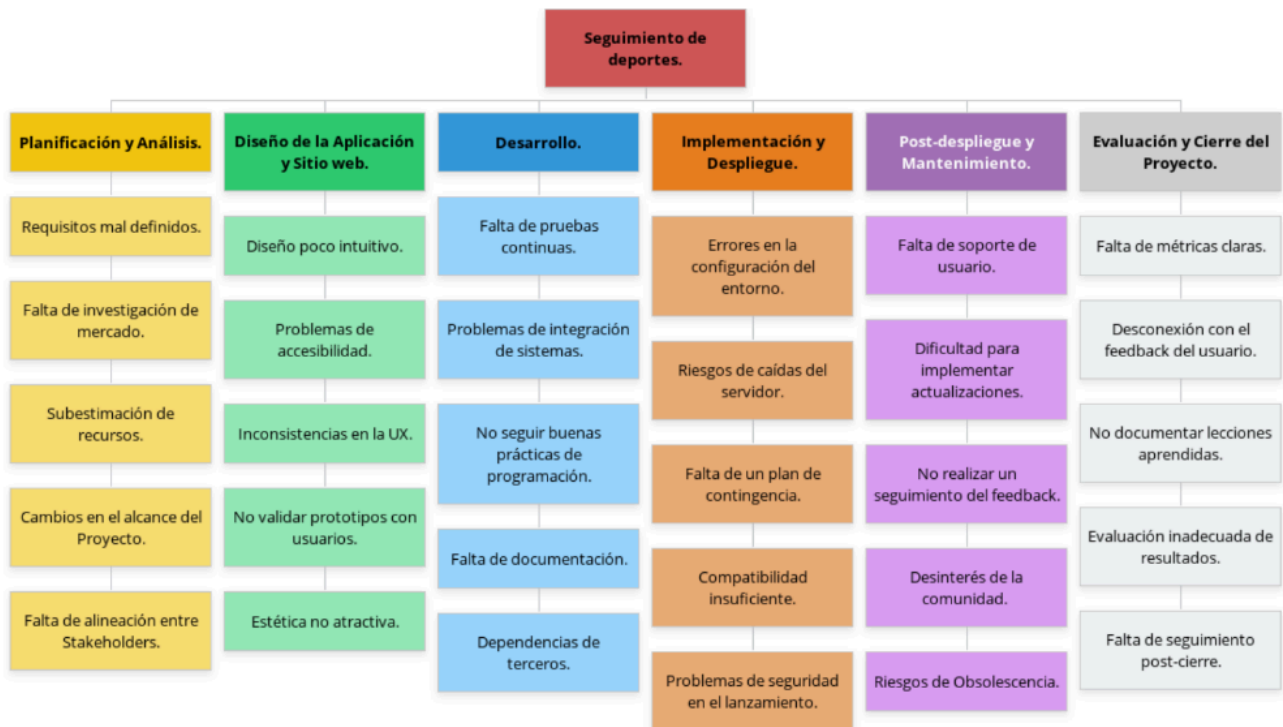 Seguimiento de
deportes.
Planificación y Análisis.
Requisitos mal definidos.
Falta de investigación de
mercado.
Subestimación de
recursos.
Cambios en el alcance del
Proyecto.
Falta de alineación entre
Stakeholders.
Diseño de la Aplicación
y Sitio web.
Diseño poco intuitivo.
Problemas de
accesibilidad.
Inconsistencias en la UX.
No validar prototipos con
usuarios.
Estética no atractiva.
Desarrollo.
Falta de pruebas
continuas.
Problemas de integración
de sistemas.
No seguir buenas
prácticas de
programación.
Falta de documentación.
Dependencias de
terceros.
Implementación y
Despliegue.
Errores en la
configuración del
entorno.
Riesgos de caídas del
servidor.
Falta de un plan de
contingencia.
Compatibilidad
insuficiente.
Problemas de seguridad
en el lanzamiento.
Post-despliegue y
Mantenimiento.
Falta de soporte de
usuario.
Dificultad para
implementar
actualizaciones.
No realizar un
seguimiento del feedback.
Desinterés de la
comunidad.
Riesgos de Obsolescencia.
Evaluación y Cierre del
Proyecto.
Falta de métricas claras.
Desconexión con el
feedback del usuario.
No documentar lecciones
aprendidas.
Evaluación inadecuada de
resultados.
Falta de seguimiento
post-cierre.